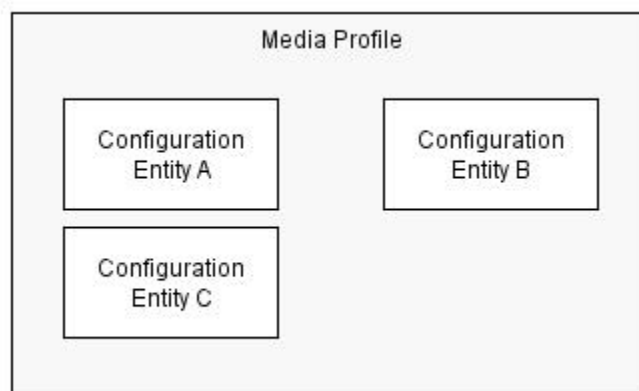 Media Profile
Configuration
Entity A
Configuration
Entity B
Configuration
Entity C